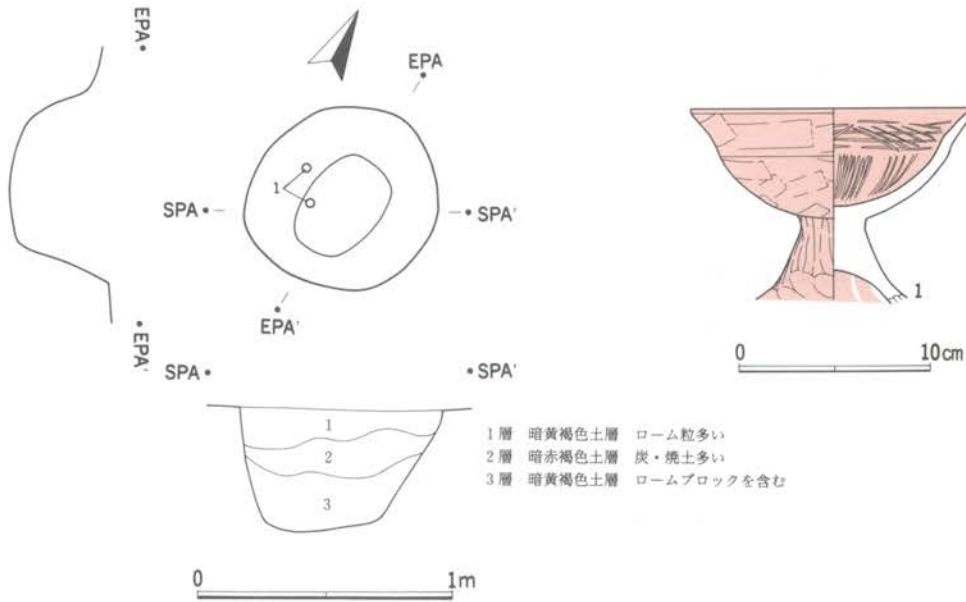 EPA
EPA
1
SPA
SPA'
EPA'
EPA'
1
0 10cm
SPA
SPA'
1
2
3
1層 暗黄褐色土層 ローム粒多い
2層 暗赤褐色土層 炭・焼土多い
3層 暗黄褐色土層 ロームブロックを含む
0 1m